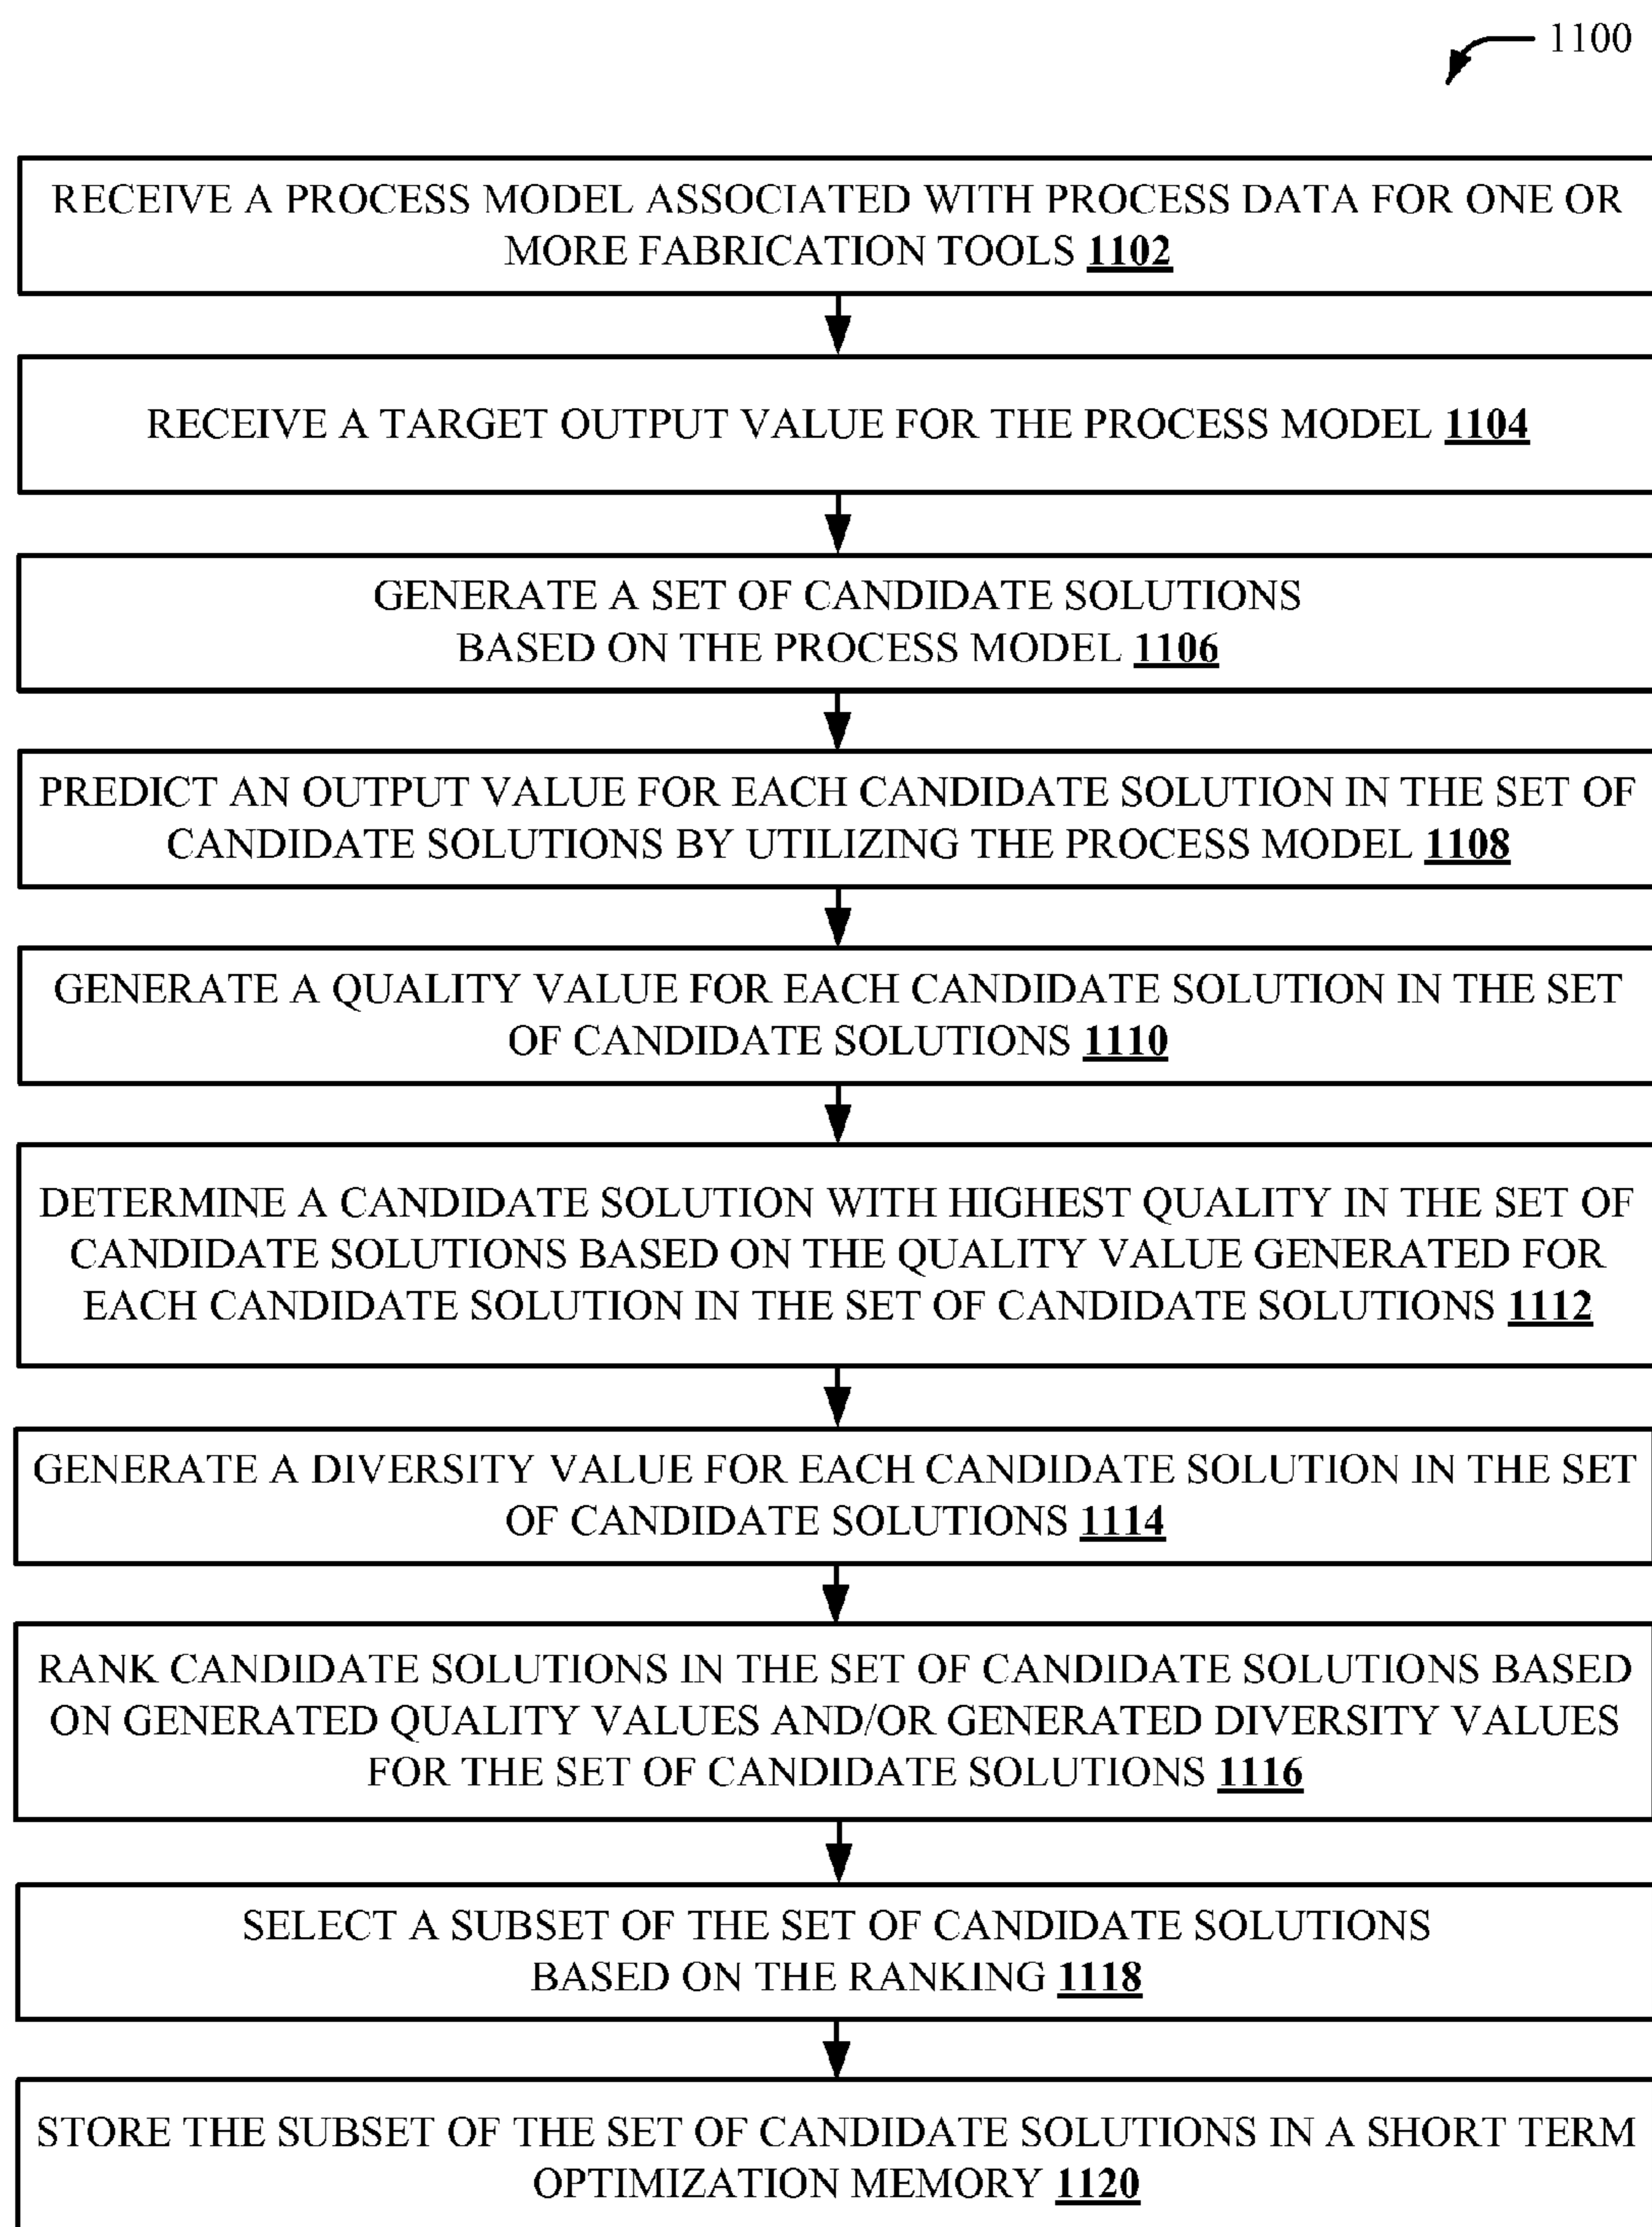 1100
RECEIVE A PROCESS MODEL ASSOCIATED WITH PROCESS DATA FOR ONE OR
MORE FABRICATION TOOLS 1102
RECEIVE A TARGET OUTPUT VALUE FOR THE PROCESS MODEL 1104
GENERATE A SET OF CANDIDATE SOLUTIONS
BASED ON THE PROCESS MODEL 1106
PREDICT AN OUTPUT VALUE FOR EACH CANDIDATE SOLUTION IN THE SET OF
CANDIDATE SOLUTIONS BY UTILIZING THE PROCESS MODEL 1108
GENERATE A QUALITY VALUE FOR EACH CANDIDATE SOLUTION IN THE SET
OF CANDIDATE SOLUTIONS 1110
DETERMINE A CANDIDATE SOLUTION WITH HIGHEST QUALITY IN THE SET OF
CANDIDATE SOLUTIONS BASED ON THE QUALITY VALUE GENERATED FOR
EACH CANDIDATE SOLUTION IN THE SET OF CANDIDATE SOLUTIONS 1112
GENERATE A DIVERSITY VALUE FOR EACH CANDIDATE SOLUTION IN THE SET
OF CANDIDATE SOLUTIONS 1114
RANK CANDIDATE SOLUTIONS IN THE SET OF CANDIDATE SOLUTIONS BASED
ON GENERATED QUALITY VALUES AND/OR GENERATED DIVERSITY VALUES
FOR THE SET OF CANDIDATE SOLUTIONS 1116
SELECT A SUBSET OF THE SET OF CANDIDATE SOLUTIONS
BASED ON THE RANKING 1118
STORE THE SUBSET OF THE SET OF CANDIDATE SOLUTIONS IN A SHORT TERM
OPTIMIZATION MEMORY 1120